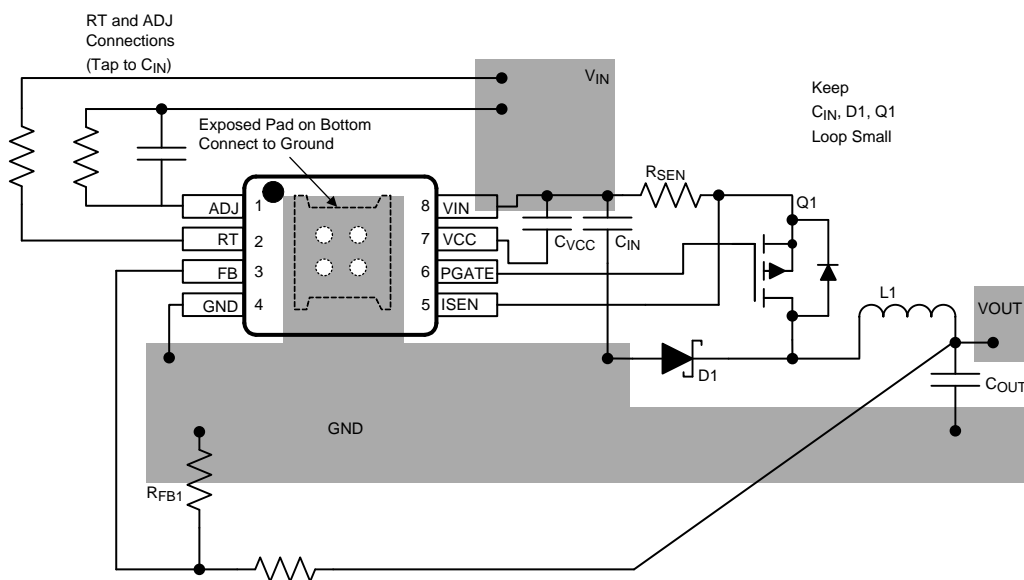 RT and ADJ
Connections
(Tap to CIN)
VIN
Keep
CIN, D1, Q1
Loop Small
Exposed Pad on Bottom
Connect to Ground
RSEN
Q1
ADJ 1
8 VIN
RT 2
7 VCC
FB 3
6 PGATE
GND 4
5 ISEN
CVCC
CIN
L1
VOUT
D1
COUT
GND
RFB1